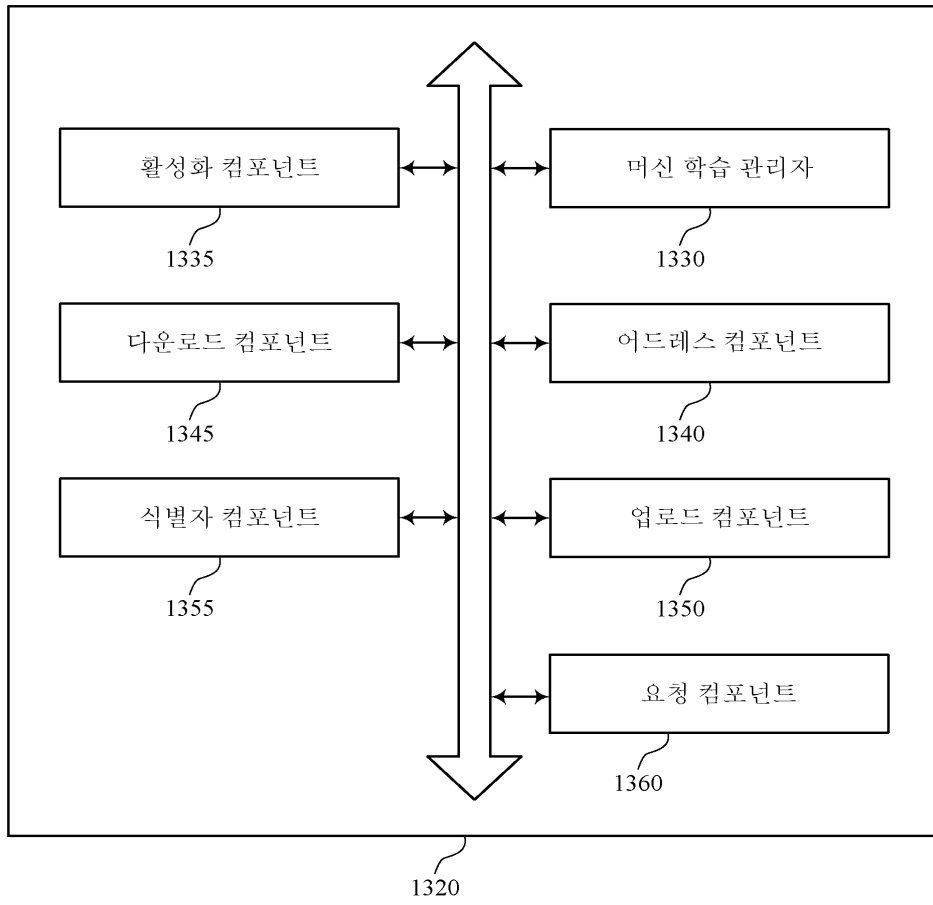 활성화 컴포넌트
머신 학습 관리자
1335
1330
다운로드 컴포넌트
어드레스 컴포넌트
1345
1340
식별자 컴포넌트
업로드 컴포넌트
1355
1350
요청 컴포넌트
1360
1320